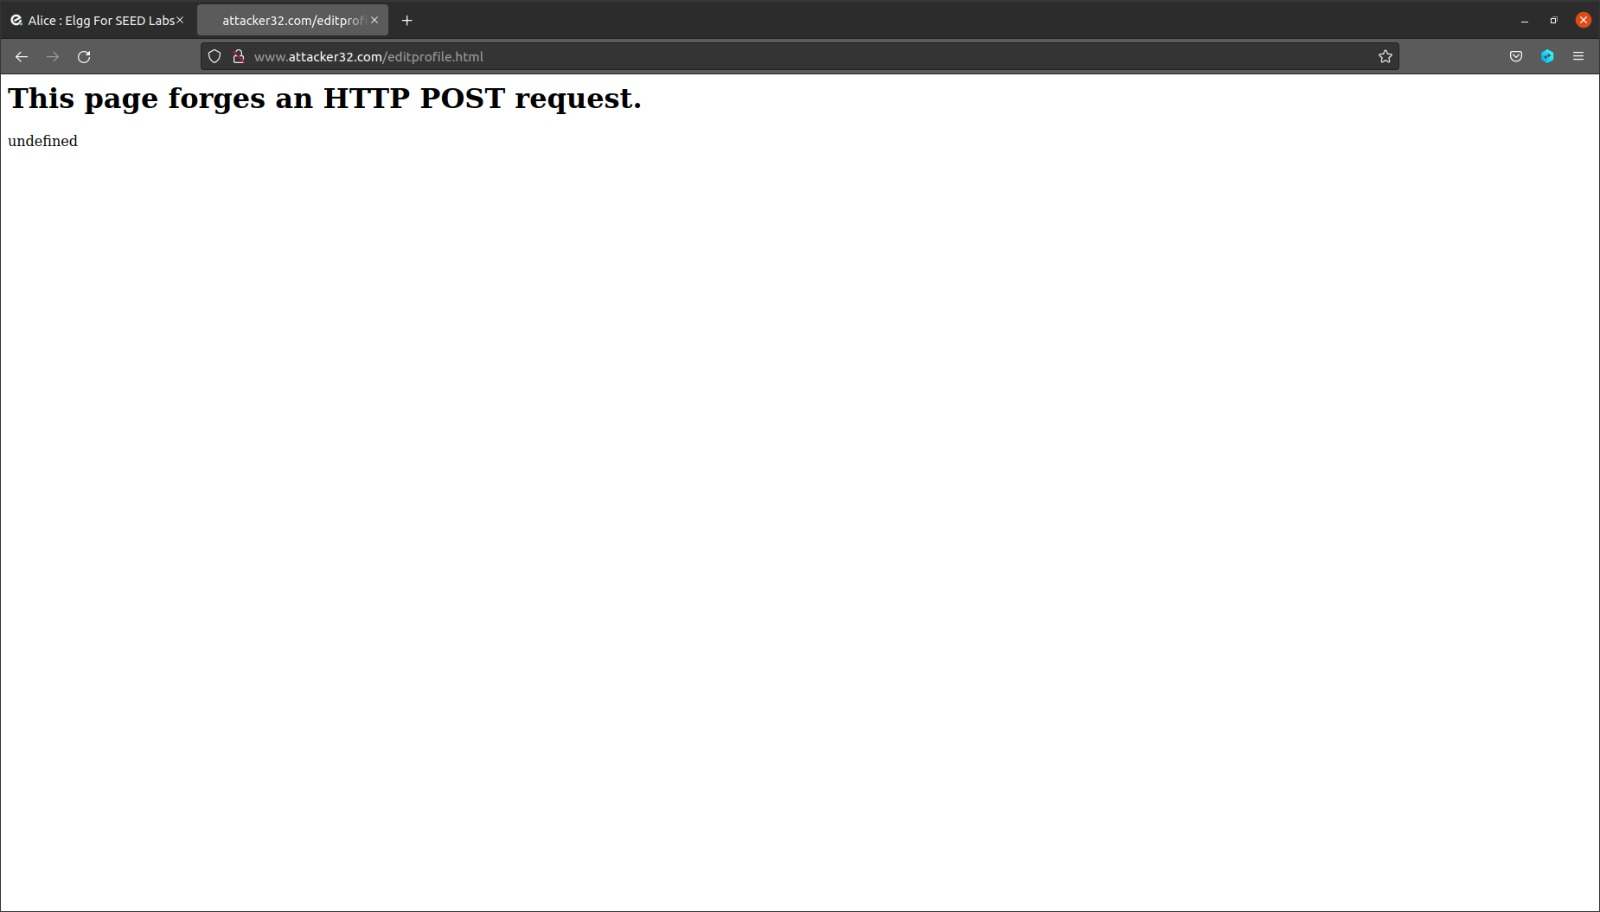 Alice : Elgg For SEED Labs
attacker32.com/editprofi
www.attacker32.com/editprofile.html
This page forges an HTTP POST request.
undefined